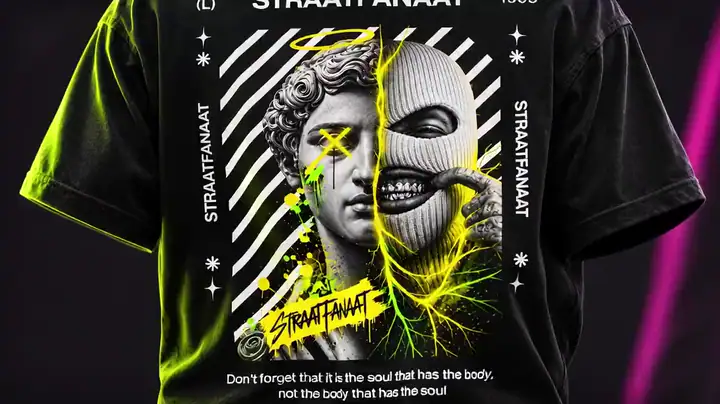 (L) STRAATFANAAT
STRAATFANAAT
STRAATFANAAT
STRAATFANAAT
Don't forget that it is the soul that has the body,
not the body that has the soul